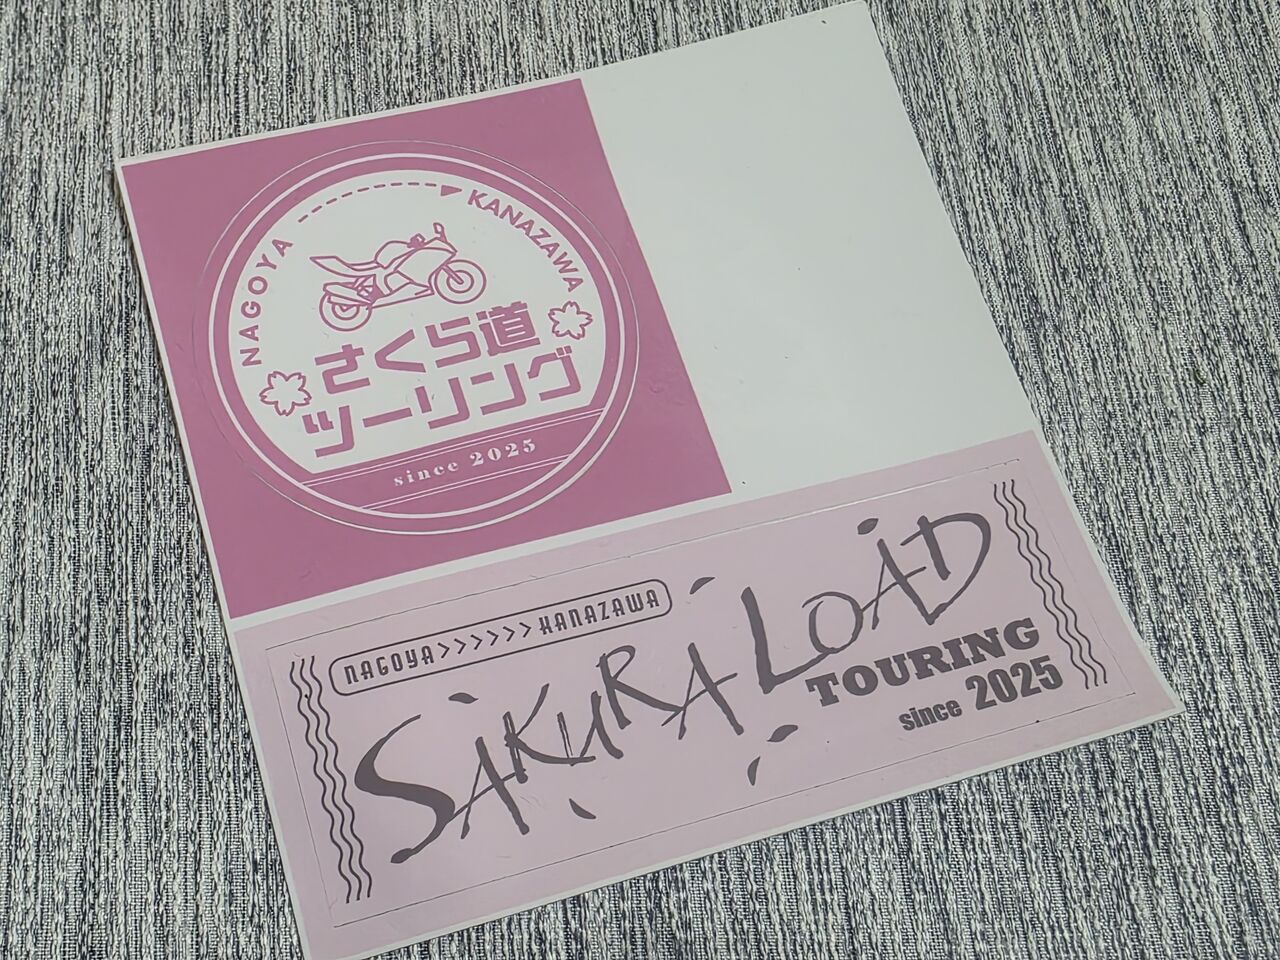 NAGOYA
KANAZAWA
さくら道
ツーリング
since 2025
NAGOYA>>>>>>KANAZAWA
SAKURA LOAD
TOURING
since 2025